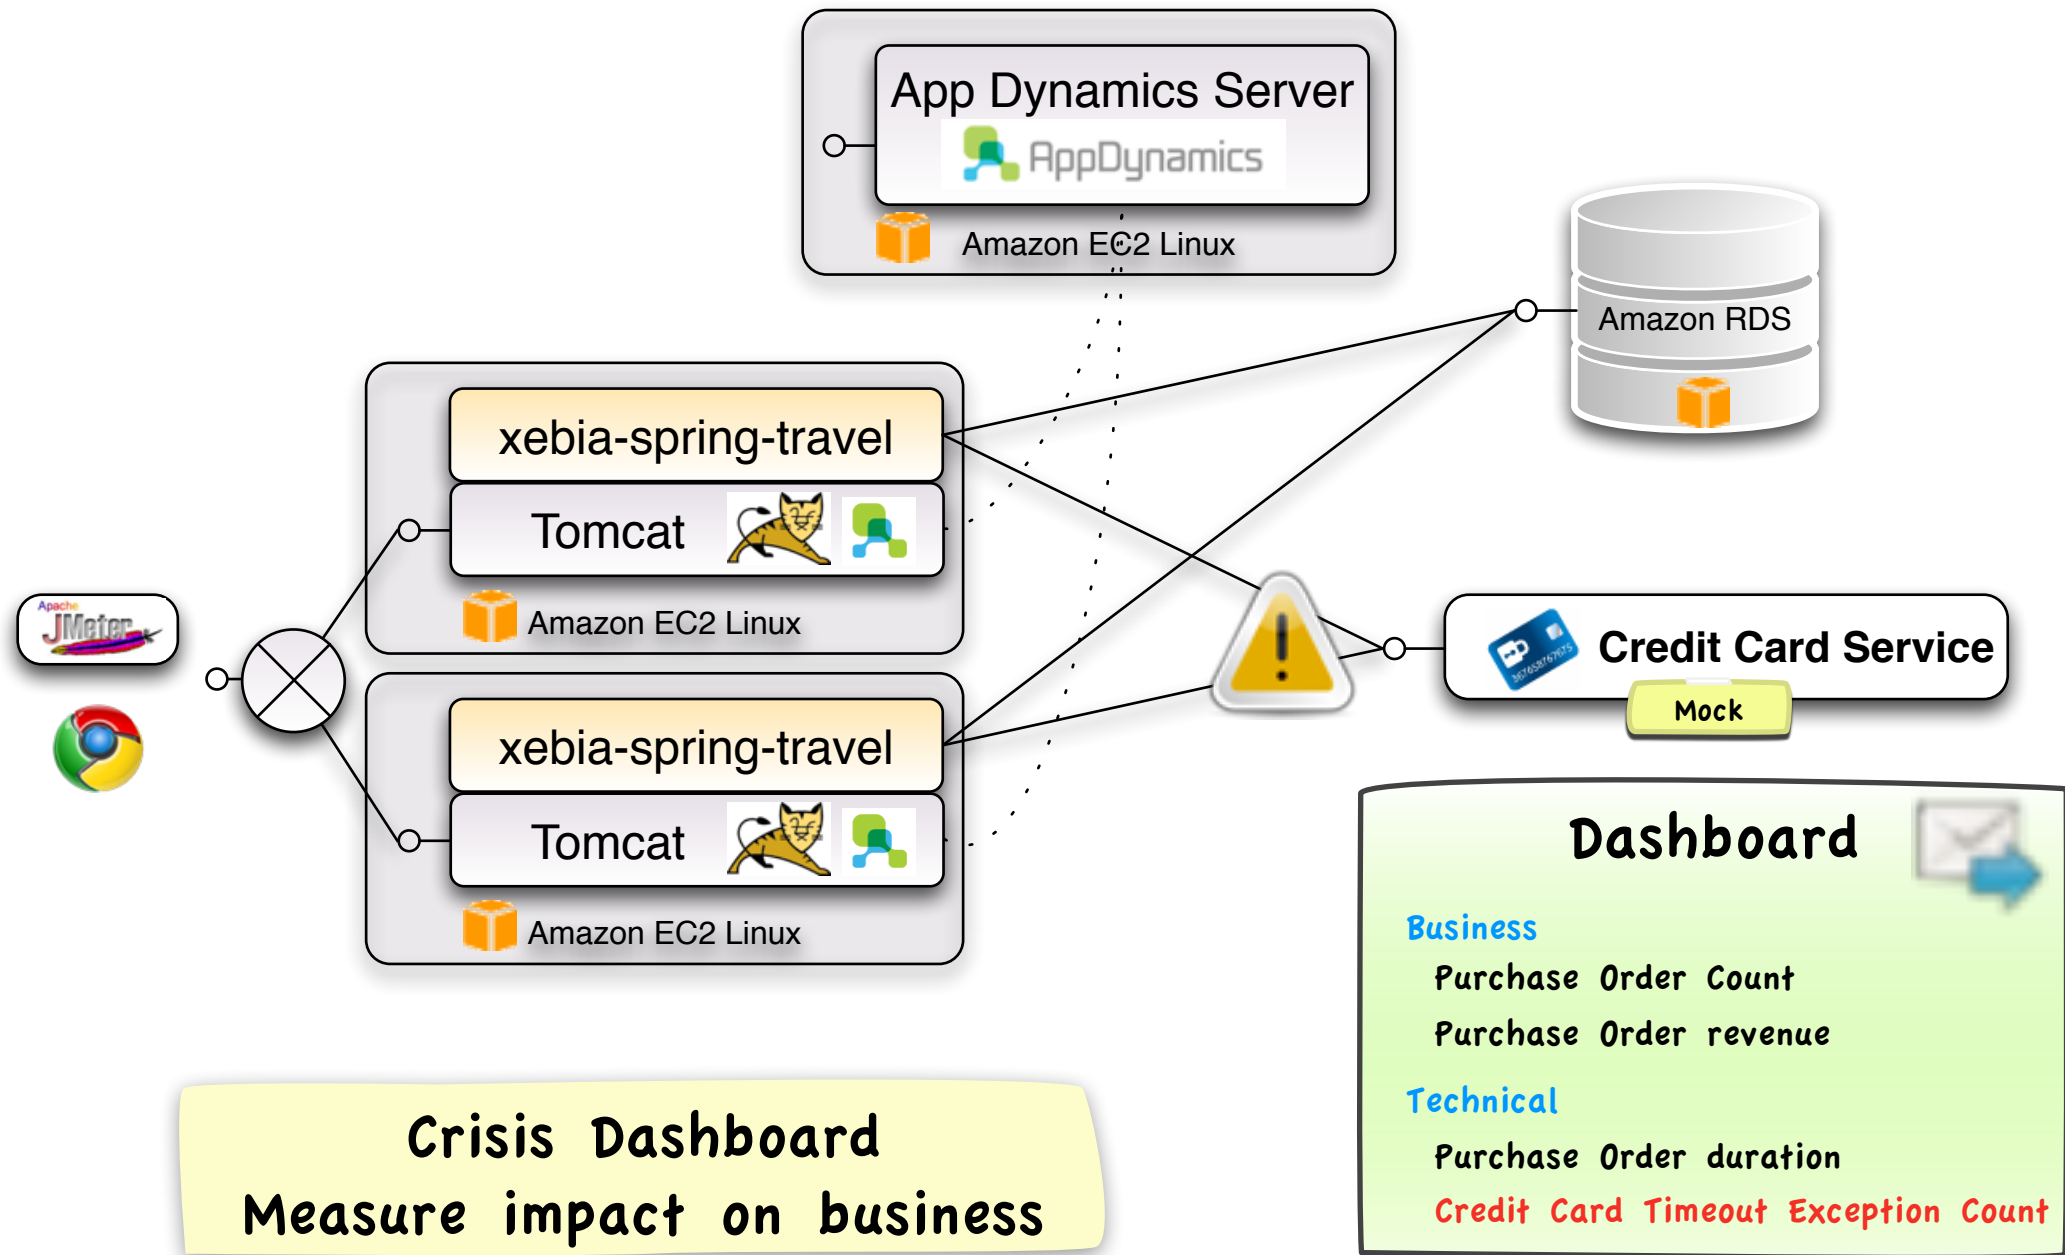 App Dynamics Server
AppDynamics
Amazon EC2 Linux
Amazon RDS
xebia-spring-travel
Tomcat
Amazon EC2 Linux
Apache
JMeter
Credit Card Service
Mock
xebia-spring-travel
Tomcat
Amazon EC2 Linux
Dashboard
Business
Purchase Order Count
Purchase Order revenue
Technical
Purchase Order duration
Credit Card Timeout Exception Count
Crisis Dashboard
Measure impact on business